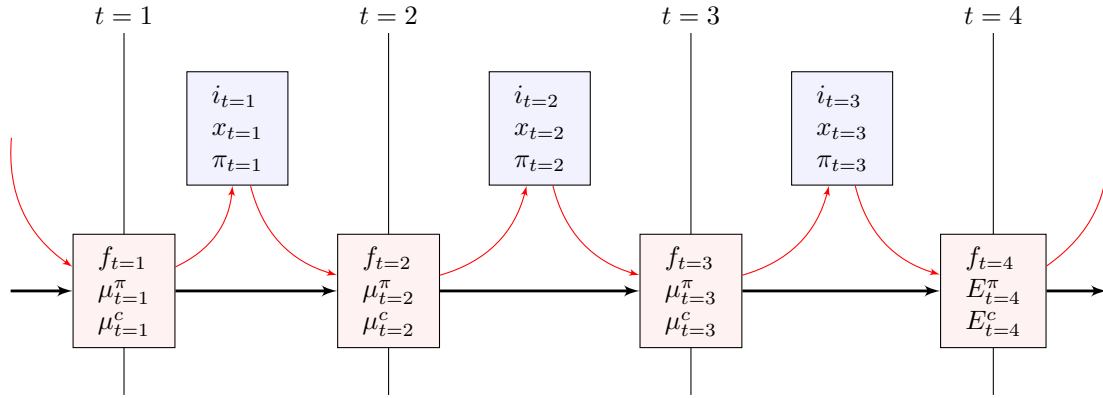 t = 1
t = 2
t = 3
t = 4
i_{t=1}
x_{t=1}
π_{t=1}
i_{t=2}
x_{t=2}
π_{t=2}
i_{t=3}
x_{t=3}
π_{t=3}
f_{t=1}
μ^π_{t=1}
μ^c_{t=1}
f_{t=2}
μ^π_{t=2}
μ^c_{t=2}
f_{t=3}
μ^π_{t=3}
μ^c_{t=3}
f_{t=4}
E^π_{t=4}
E^c_{t=4}